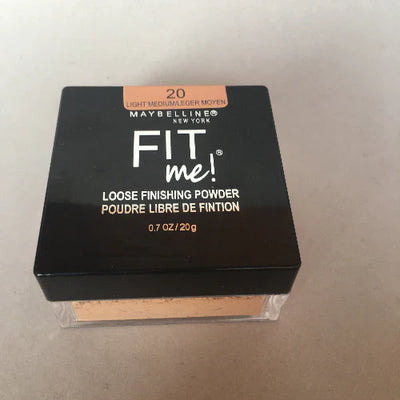 20
LIGHT MEDIUM/LEGER MOYEN
MAYBELLINE®
NEW YORK
FIT
me!®
LOOSE FINISHING POWDER
POUDRE LIBRE DE FINTION
0.7 OZ/20g